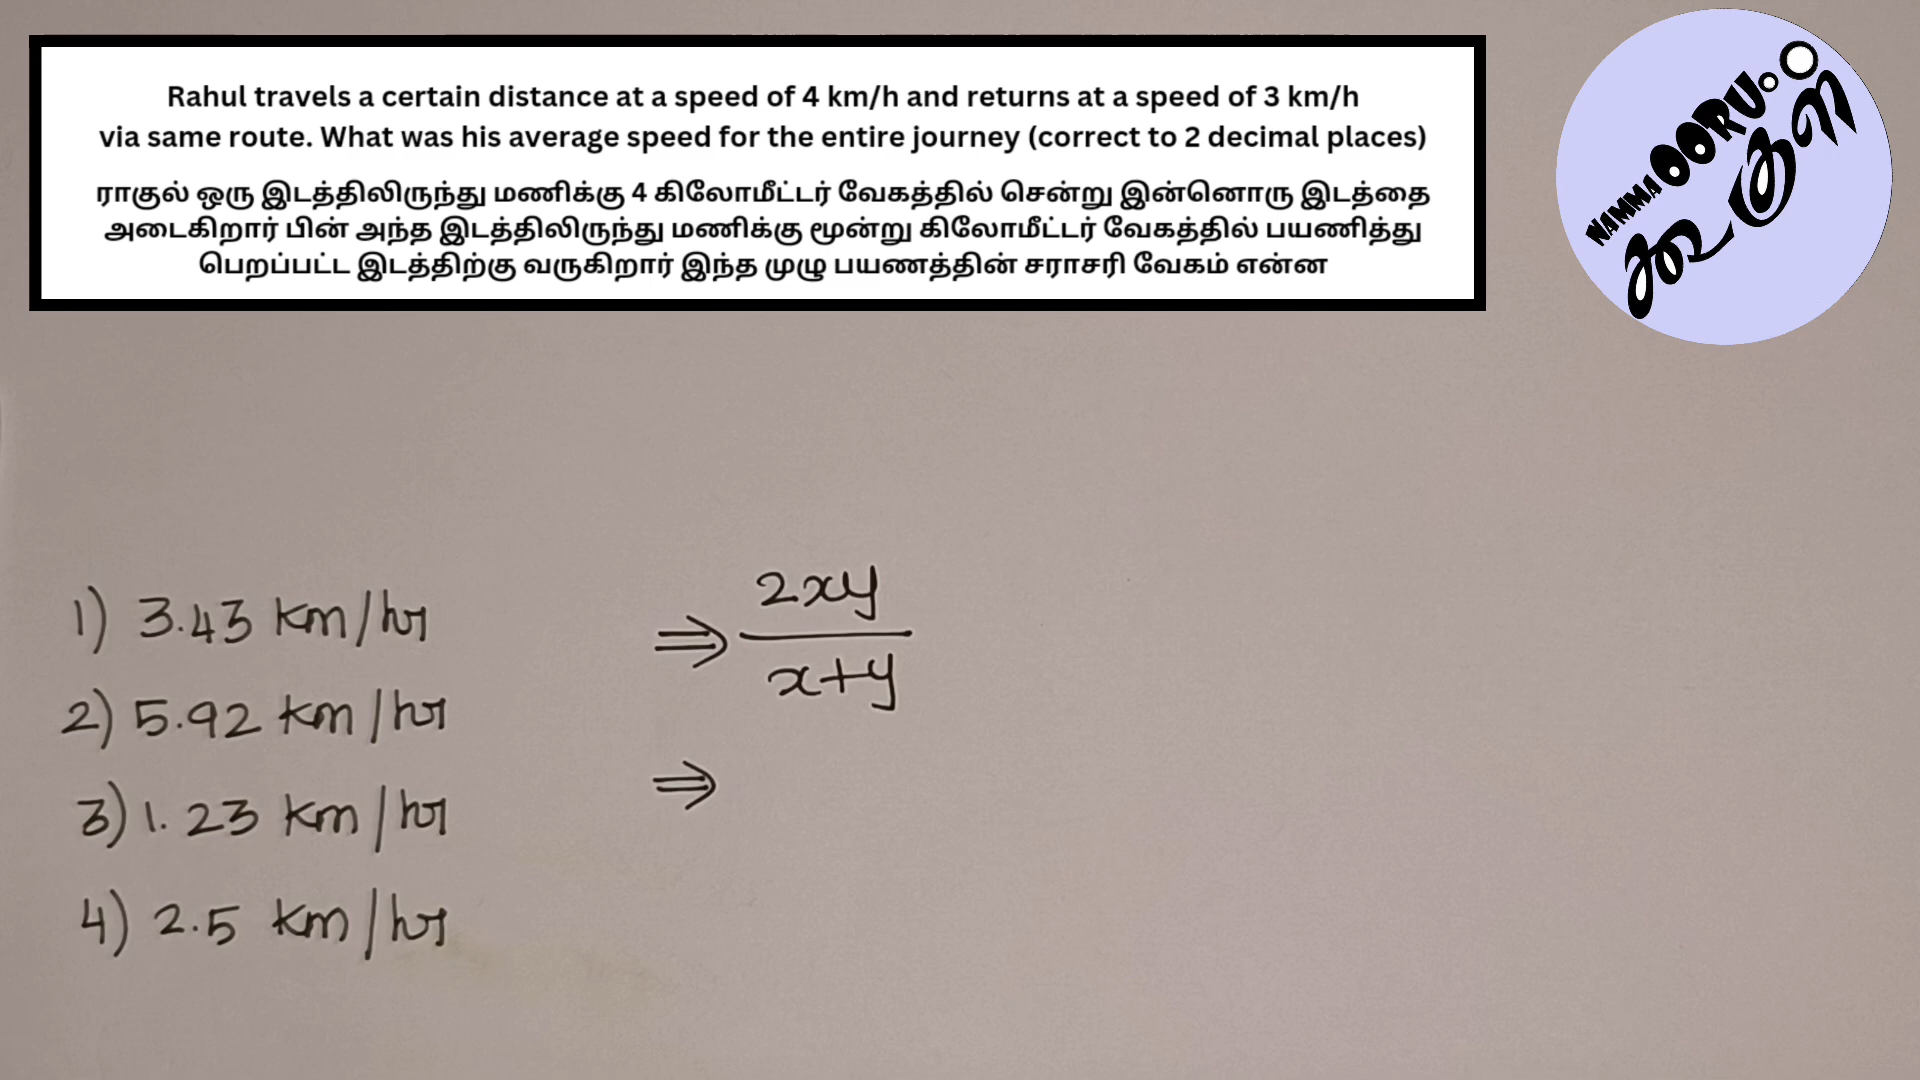 Rahul travels a certain distance at a speed of 4 km/h and returns at a speed of 3 km/h
via same route. What was his average speed for the entire journey (correct to 2 decimal places)
ராகுல் ஒரு இடத்திலிருந்து மணிக்கு 4 கிலோமீட்டர் வேகத்தில் சென்று இன்னொரு இடத்தை
அடைகிறார் பின் அந்த இடத்திலிருந்து மணிக்கு மூன்று கிலோமீட்டர் வேகத்தில் பயணித்து
பெறப்பட்ட இடத்திற்கு வருகிறார் இந்த முழு பயணத்தின் சராசரி வேகம் என்ன
NAMMA OORU
1) 3.43 km/hr
2) 5.92 km/hr
3) 1.23 km/hr
4) 2.5 km/hr
⇒ 2xy
x+y
⇒